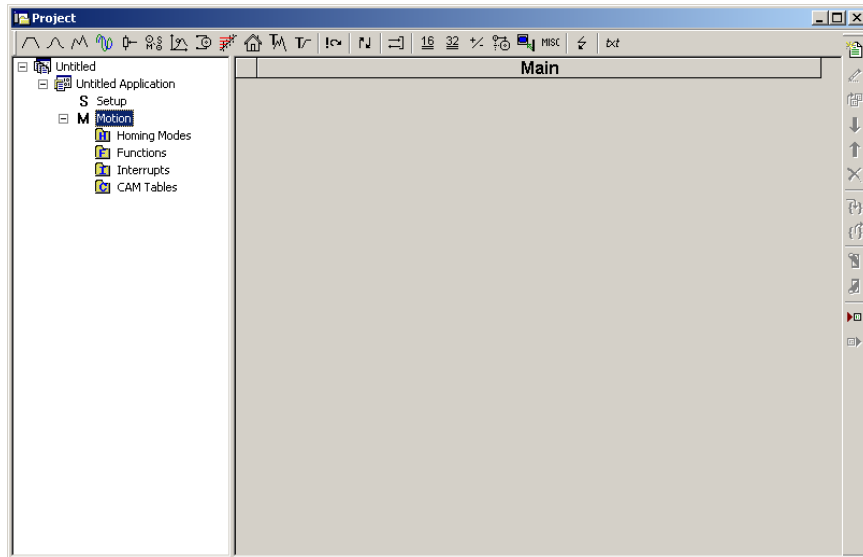 Project
16 32 +/- MISC txt
Main
Untitled
Untitled Application
S Setup
M Motion
H Homing Modes
F Functions
I Interrupts
C CAM Tables